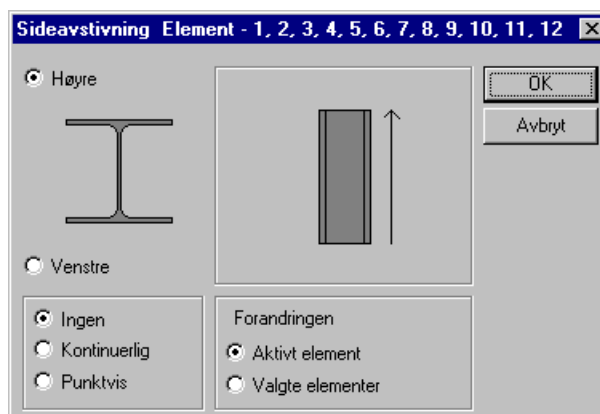 Sideavstivning Element - 1, 2, 3, 4, 5, 6, 7, 8, 9, 10, 11, 12
Høyre
OK
Avbryt
Venstre
Ingen
Kontinuerlig
Punktvis
Forandringen
Aktivt element
Valgte elementer